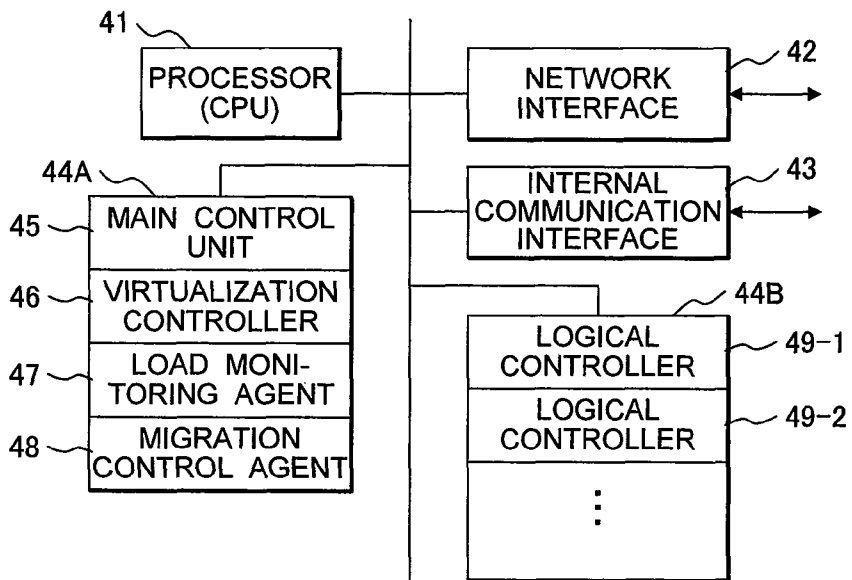 41
PROCESSOR
(CPU)
42
NETWORK
INTERFACE
43
INTERNAL
COMMUNICATION
INTERFACE
44A
45
MAIN CONTROL
UNIT
46
VIRTUALIZATION
CONTROLLER
47
LOAD MONI-
TORING AGENT
48
MIGRATION
CONTROL AGENT
44B
LOGICAL
CONTROLLER
49-1
LOGICAL
CONTROLLER
49-2
⋮